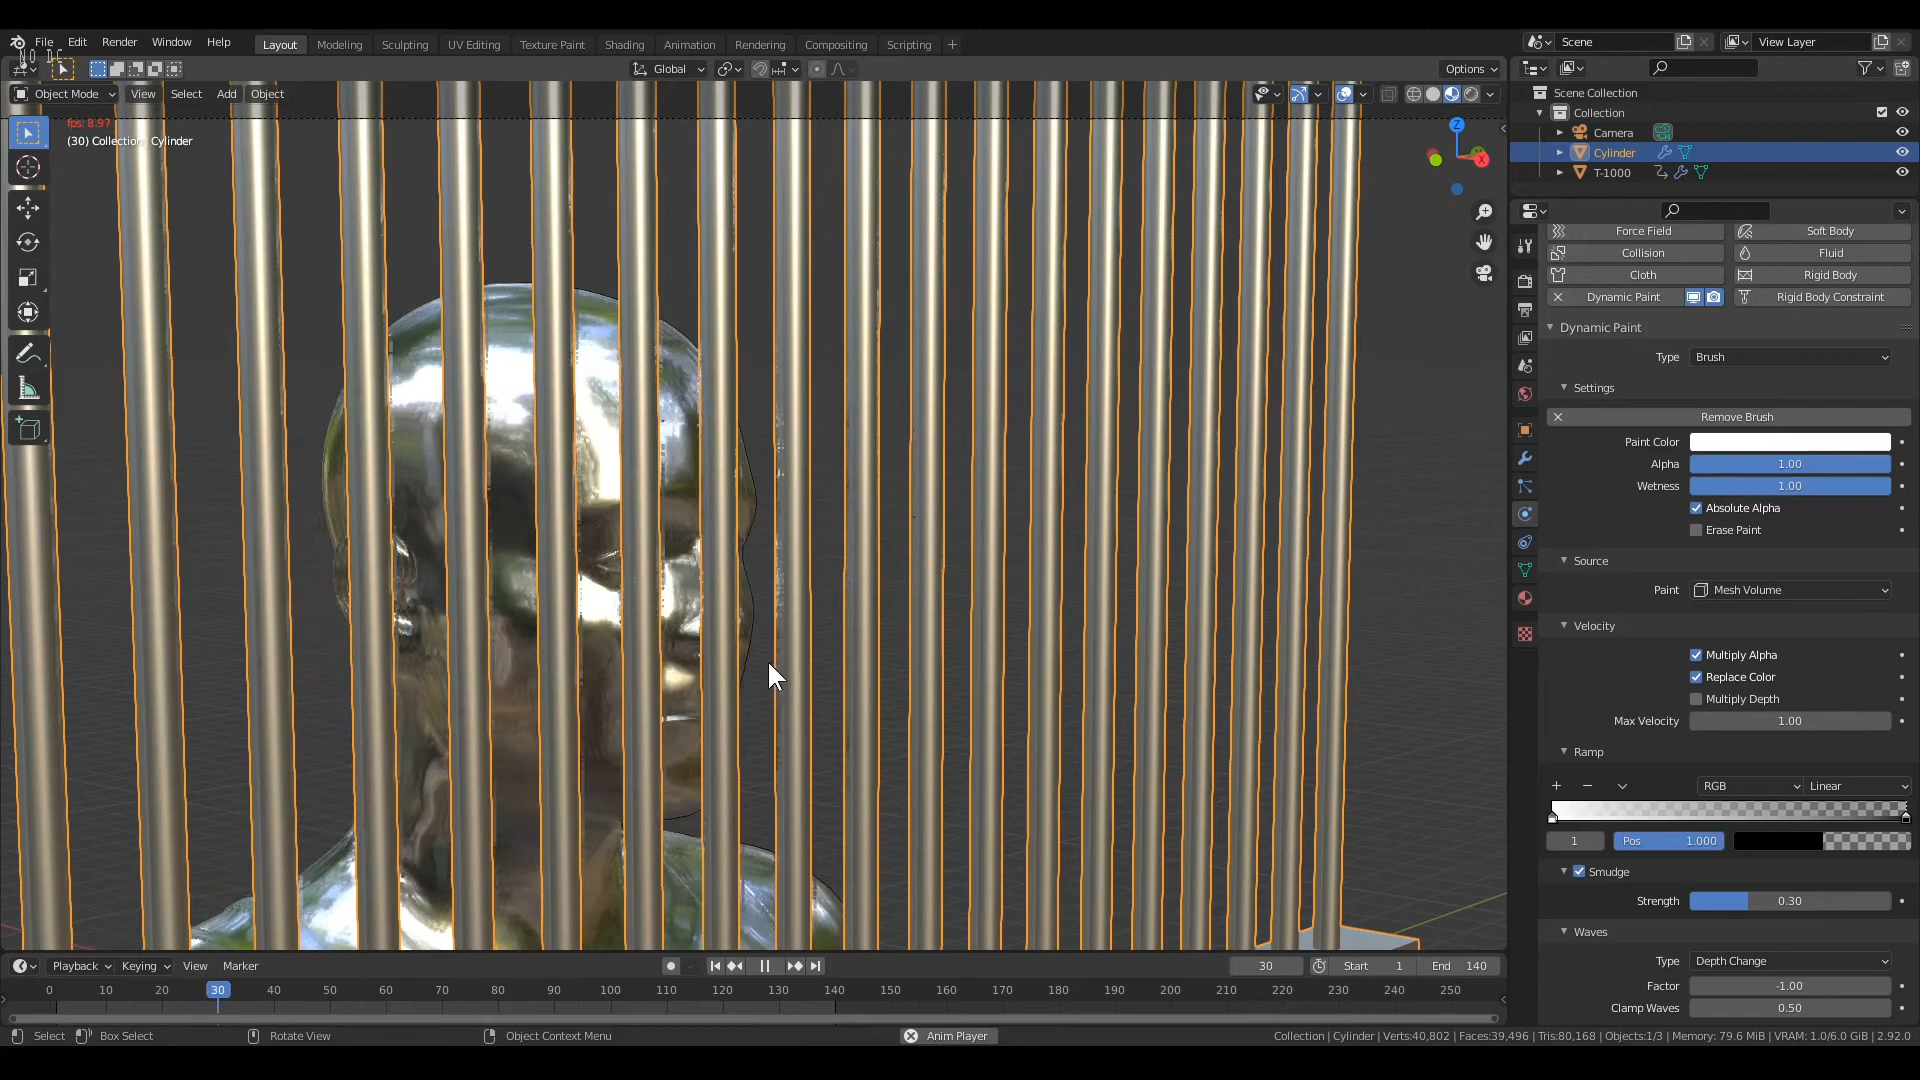 File Edit Render Window Help Layout Modeling Sculpting UV Editing Texture Paint Shading Animation Rendering Compositing Scripting + Scene View Layer
Global Options
Object Mode View Select Add Object
fps: 8.97
(30) Collection | Cylinder
Z
X
Scene Collection
Collection
Camera
Cylinder
T-1000
Force Field Soft Body
Collision Fluid
Cloth Rigid Body
Dynamic Paint Rigid Body Constraint
Dynamic Paint
Type Brush
Settings
Remove Brush
Paint Color
Alpha 1.00
Wetness 1.00
Absolute Alpha
Erase Paint
Source
Paint Mesh Volume
Velocity
Multiply Alpha
Replace Color
Multiply Depth
Max Velocity 1.00
Ramp
RGB Linear
1 Pos 1.000
Smudge
Strength 0.30
Waves
Type Depth Change
Factor -1.00
Clamp Waves 0.50
Playback Keying View Marker 30 Start 1 End 140
0 10 20 30 40 50 60 70 80 90 100 110 120 130 140 150 160 170 180 190 200 210 220 230 240 250
Select Box Select Rotate View Object Context Menu Anim Player Collection | Cylinder | Verts:40,802 | Faces:39,496 | Tris:80,168 | Objects:1/3 | Memory: 79.6 MiB | VRAM: 1.0/6.0 GiB | 2.92.0